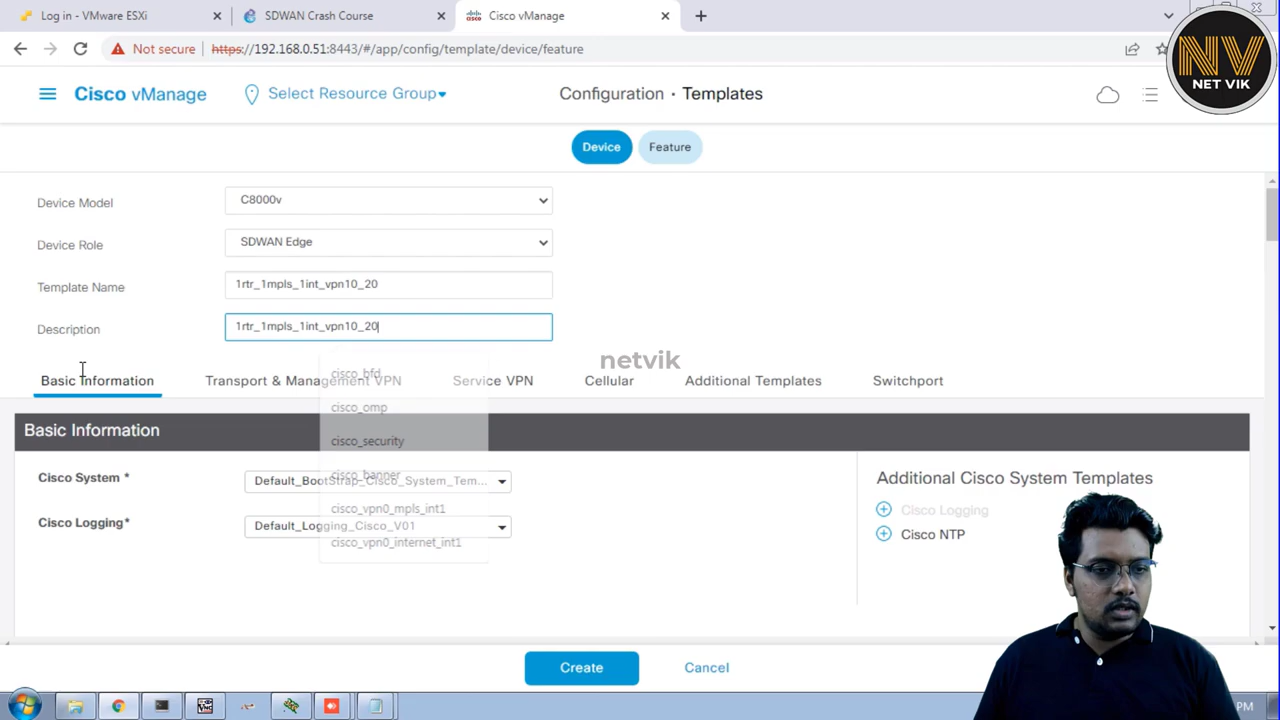 Log in - VMware ESXi
SDWAN Crash Course
Cisco vManage
Not secure
https://192.168.0.51:8443/#/app/config/template/device/feature
NV
NET VIK
Cisco vManage
Select Resource Group
Configuration · Templates
Device
Feature
Device Model
C8000v
Device Role
SDWAN Edge
Template Name
1rtr_1mpls_1int_vpn10_20
Description
1rtr_1mpls_1int_vpn10_20
netvik
cisco_bfd
Basic Information
Transport & Management VPN
Service VPN
Cellular
Additional Templates
Switchport
cisco_omp
Basic Information
cisco_security
Cisco System *
Default_BootStrap_Cisco_System_Tem...
cisco_banner
Additional Cisco System Templates
cisco_vpn0_mpls_int1
Cisco Logging
Cisco Logging*
Default_Logging_Cisco_V01
cisco_vpn0_internet_int1
Cisco NTP
Create
Cancel
PM